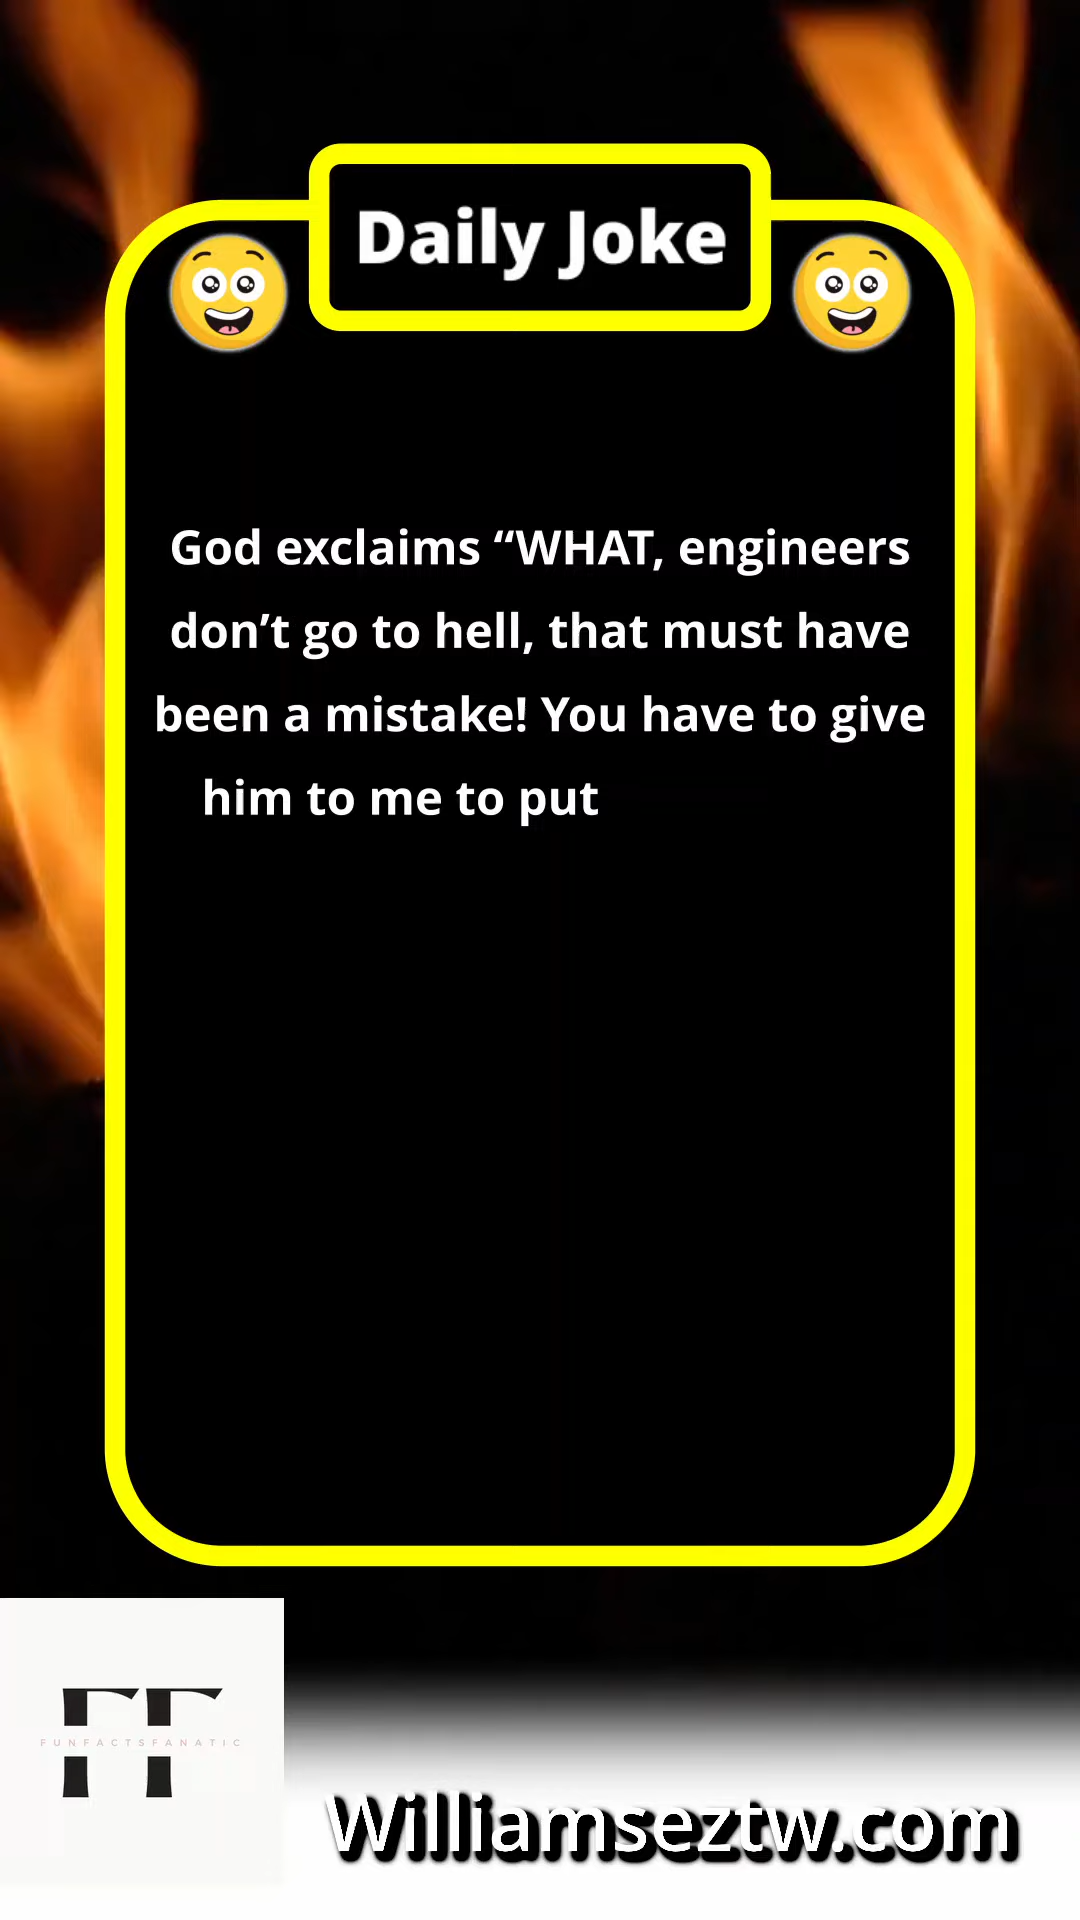 Daily Joke
God exclaims “WHAT, engineers
don’t go to hell, that must have
been a mistake! You have to give
him to me to put
FF
FUNFACTSFANATIC
Williamseztw.com